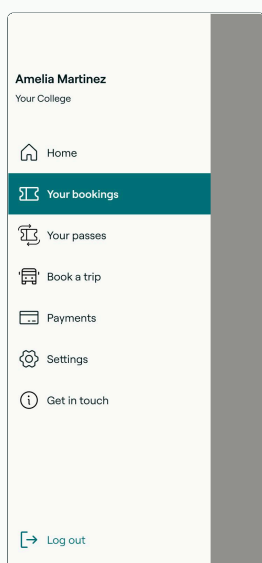 Amelia Martinez
Your College
Home
Your bookings
Your passes
Book a trip
Payments
Settings
Get in touch
Log out